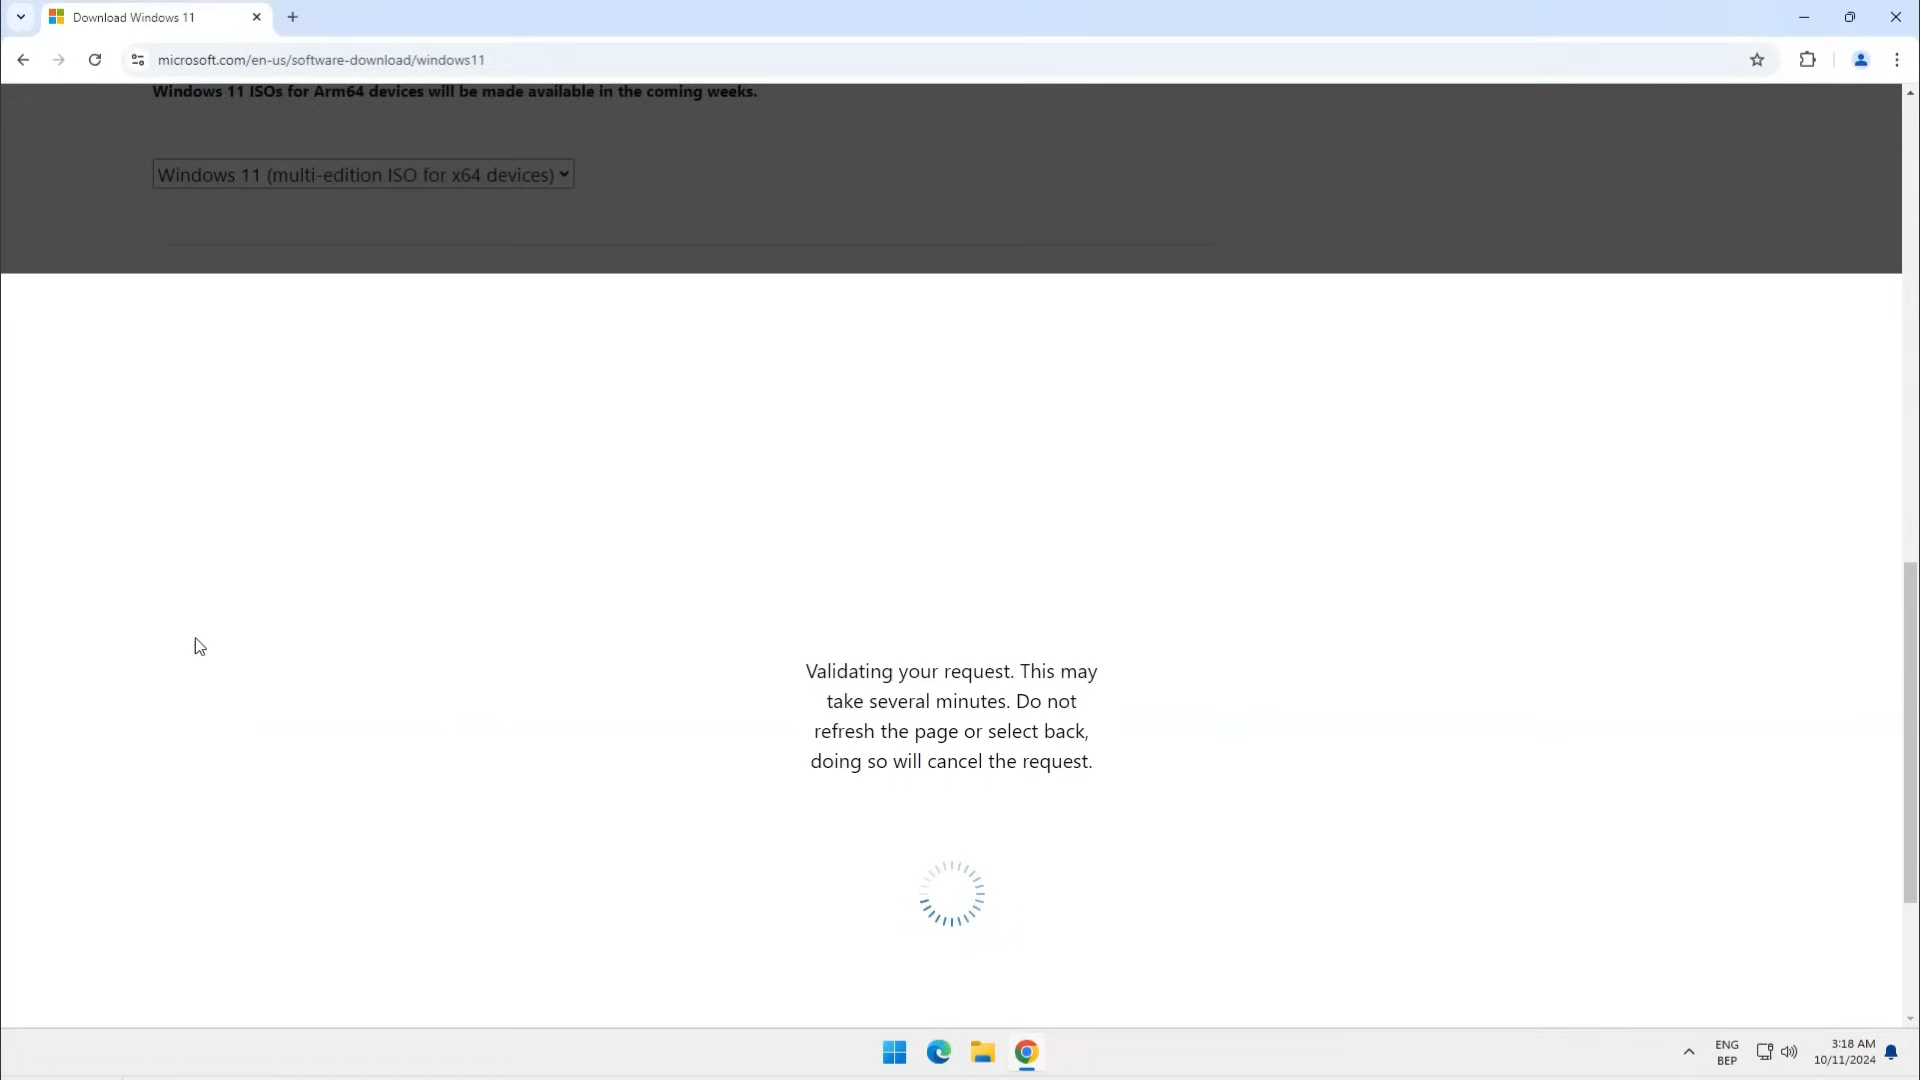 Download Windows 11
microsoft.com/en-us/software-download/windows11
Windows 11 ISOs for Arm64 devices will be made available in the coming weeks.
Windows 11 (multi-edition ISO for x64 devices)
Validating your request. This may
take several minutes. Do not
refresh the page or select back,
doing so will cancel the request.
ENG
BEP
3:18 AM
10/11/2024